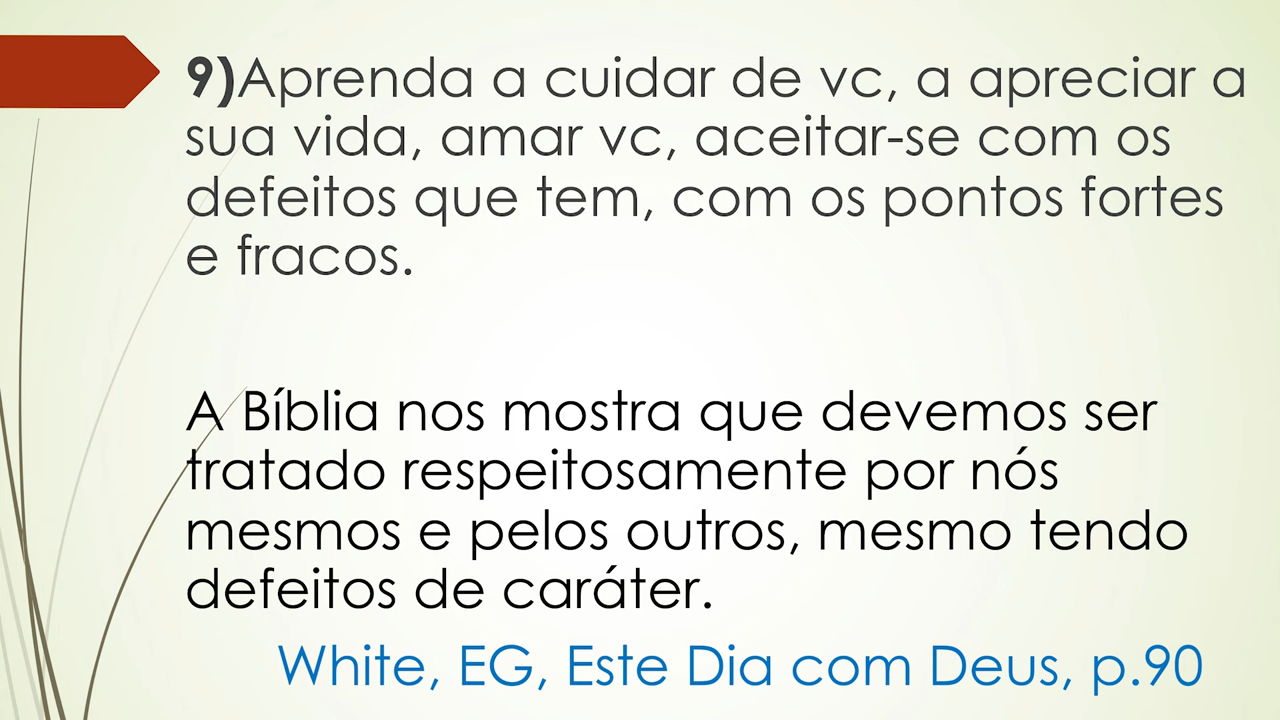 9)Aprenda a cuidar de vc, a apreciar a
sua vida, amar vc, aceitar-se com os
defeitos que tem, com os pontos fortes
e fracos.
A Bíblia nos mostra que devemos ser
tratado respeitosamente por nós
mesmos e pelos outros, mesmo tendo
defeitos de caráter.
White, EG, Este Dia com Deus, p.90